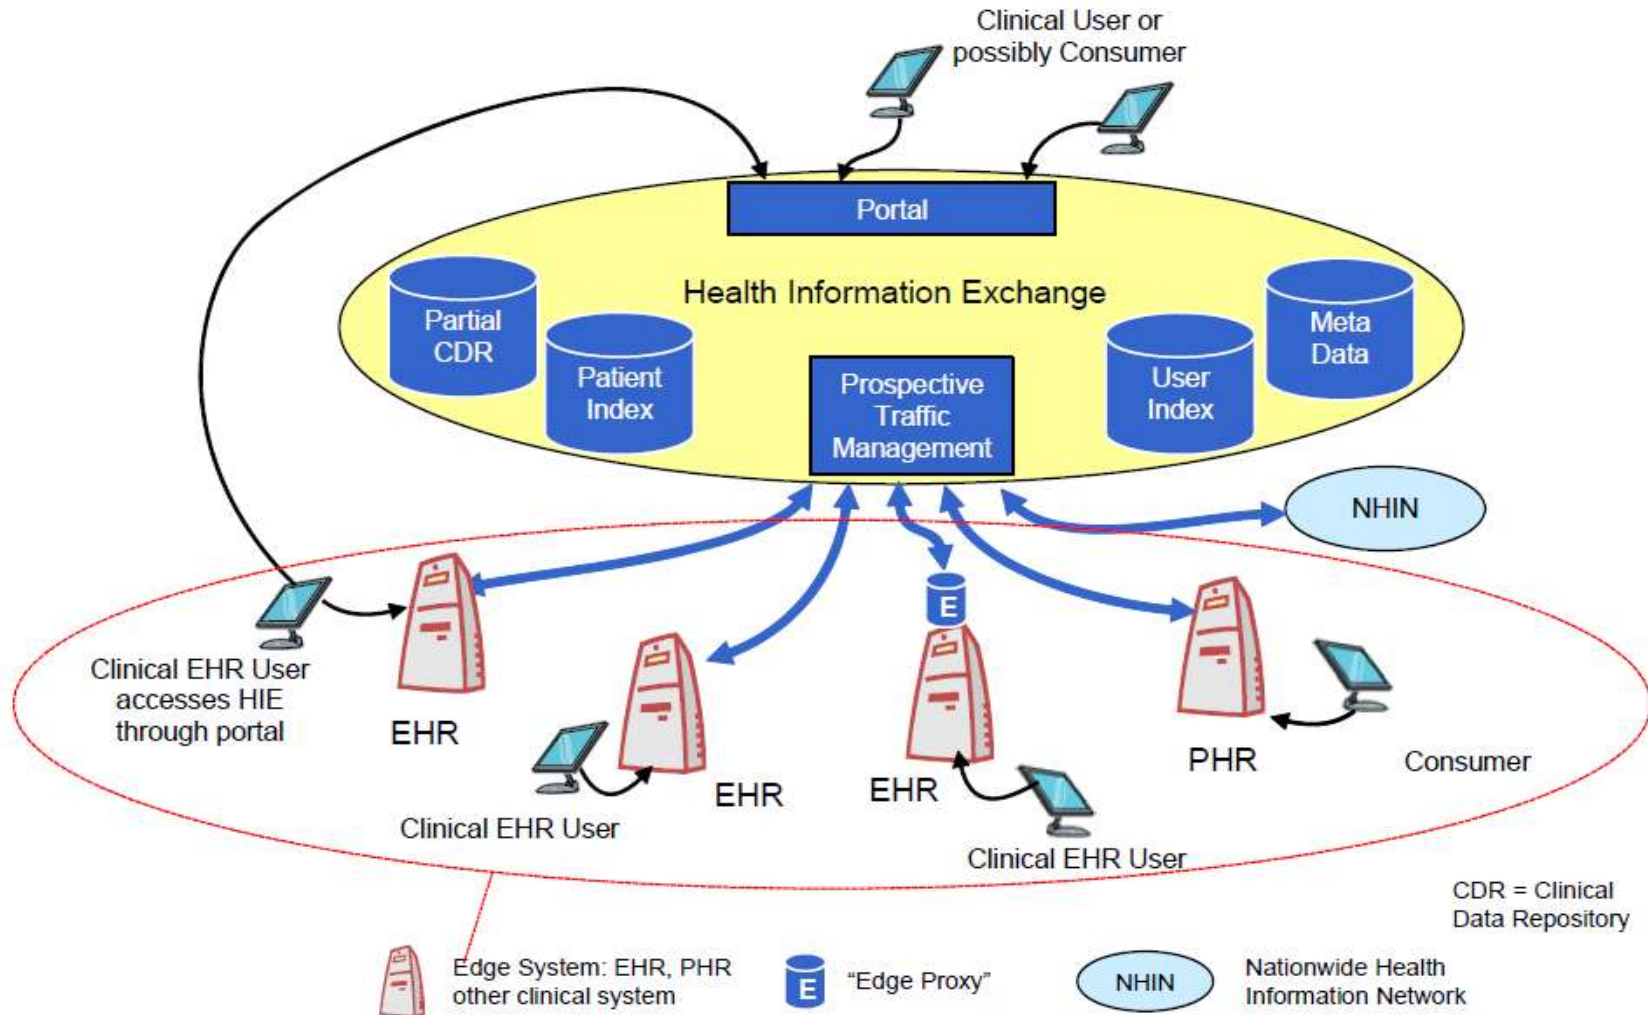 Clinical User or
possibly Consumer
Portal
Health Information Exchange
Partial
CDR
Patient
Index
Prospective
Traffic
Management
User
Index
Meta
Data
NHIN
E
Clinical EHR User
accesses HIE
through portal
EHR
EHR
Clinical EHR User
EHR
Clinical EHR User
PHR
Consumer
CDR = Clinical
Data Repository
Edge System: EHR, PHR
other clinical system
E
“Edge Proxy”
NHIN
Nationwide Health
Information Network